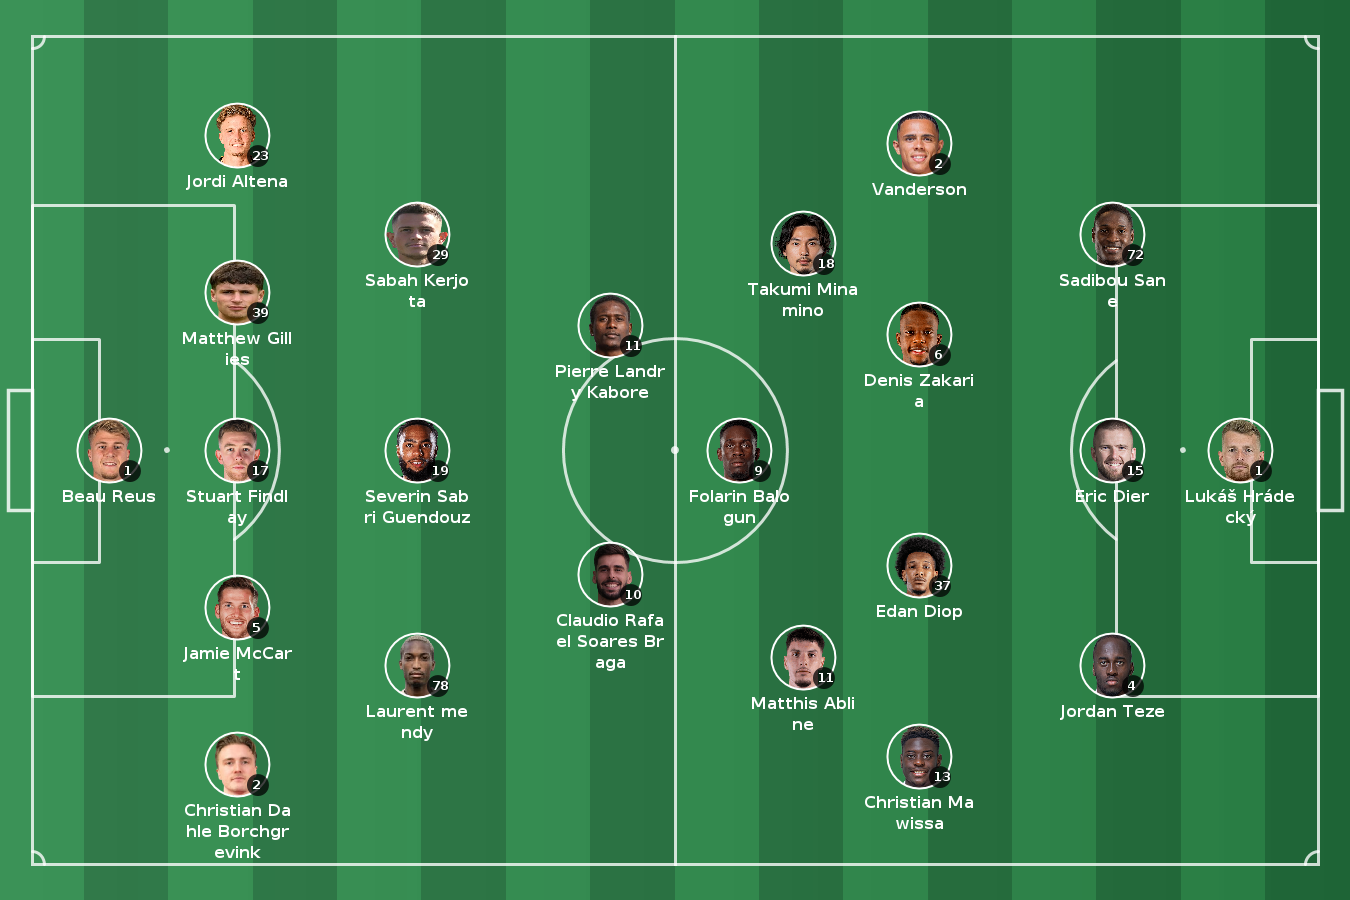 23
Jordi Altena
39
Matthew Gill
ies
1
Beau Reus
17
Stuart Findl
ay
5
Jamie McCar
t
2
Christian Da
hle Borchgr
evink
29
Sabah Kerjo
ta
19
Severin Sab
ri Guendouz
78
Laurent me
ndy
11
Pierre Landr
y Kabore
10
Claudio Rafa
el Soares Br
aga
9
Folarin Balo
gun
18
Takumi Mina
mino
11
Matthis Abli
ne
2
Vanderson
6
Denis Zakari
a
37
Edan Diop
13
Christian Ma
wissa
72
Sadibou San
e
15
Eric Dier
4
Jordan Teze
1
Lukáš Hráde
cký